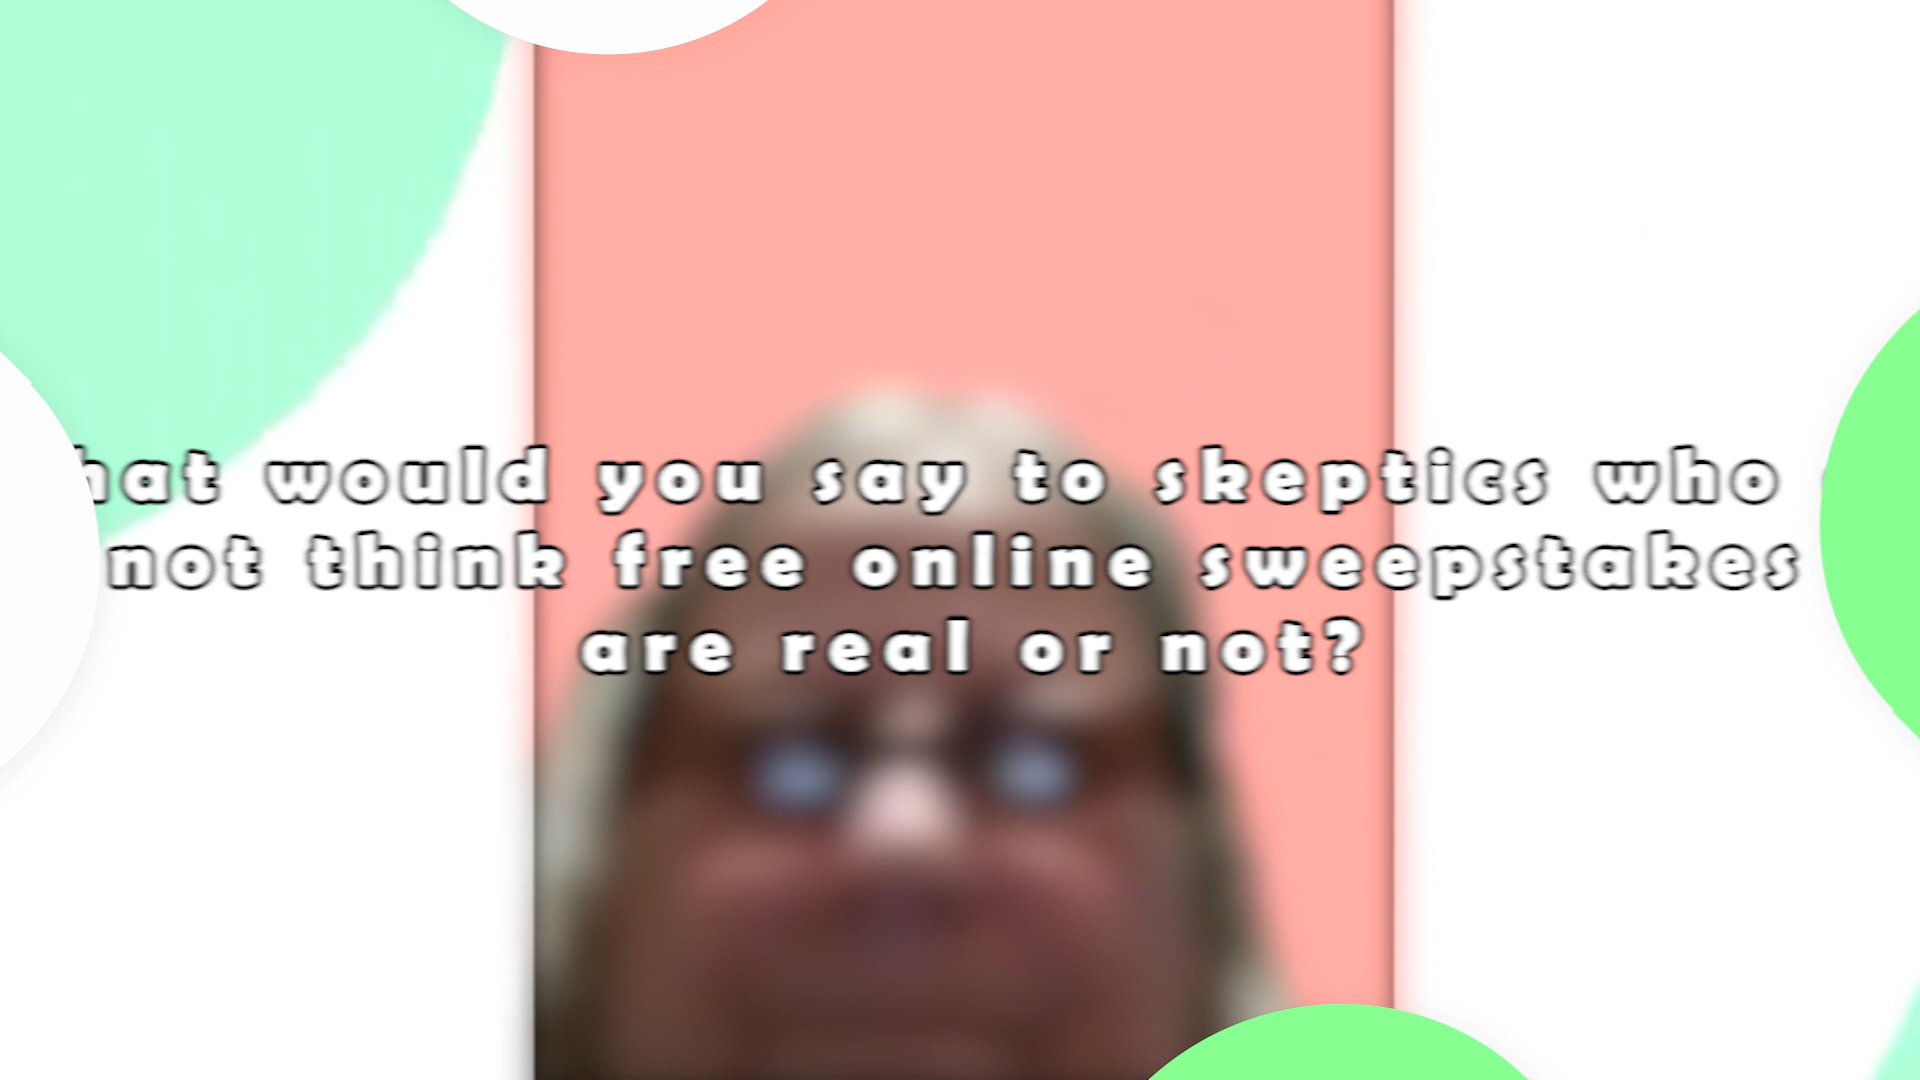 hat would you say to skeptics who
not think free online sweepstakes
are real or not?